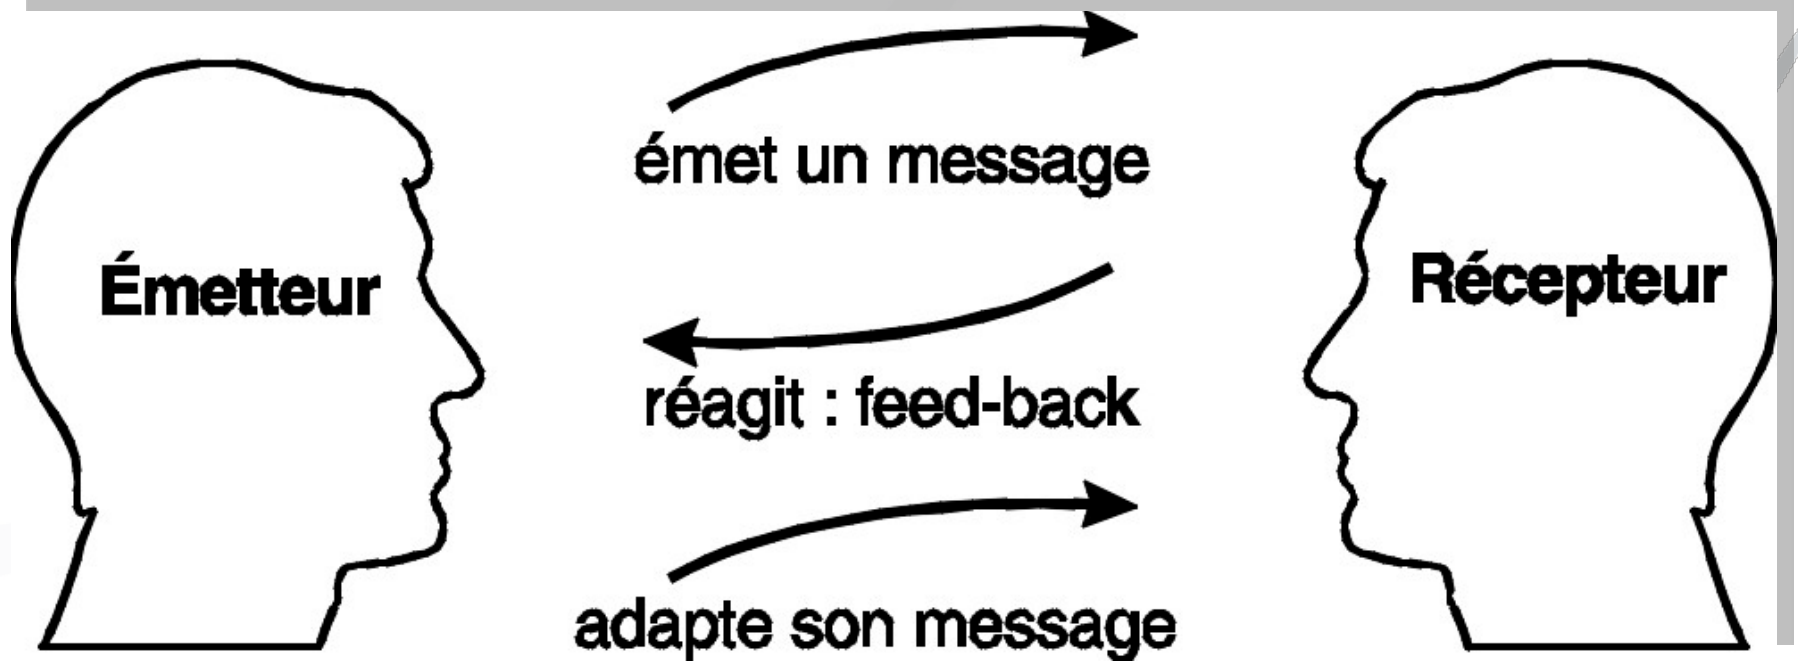 émet un message
Émetteur
Récepteur
réagit : feed-back
adapte son message